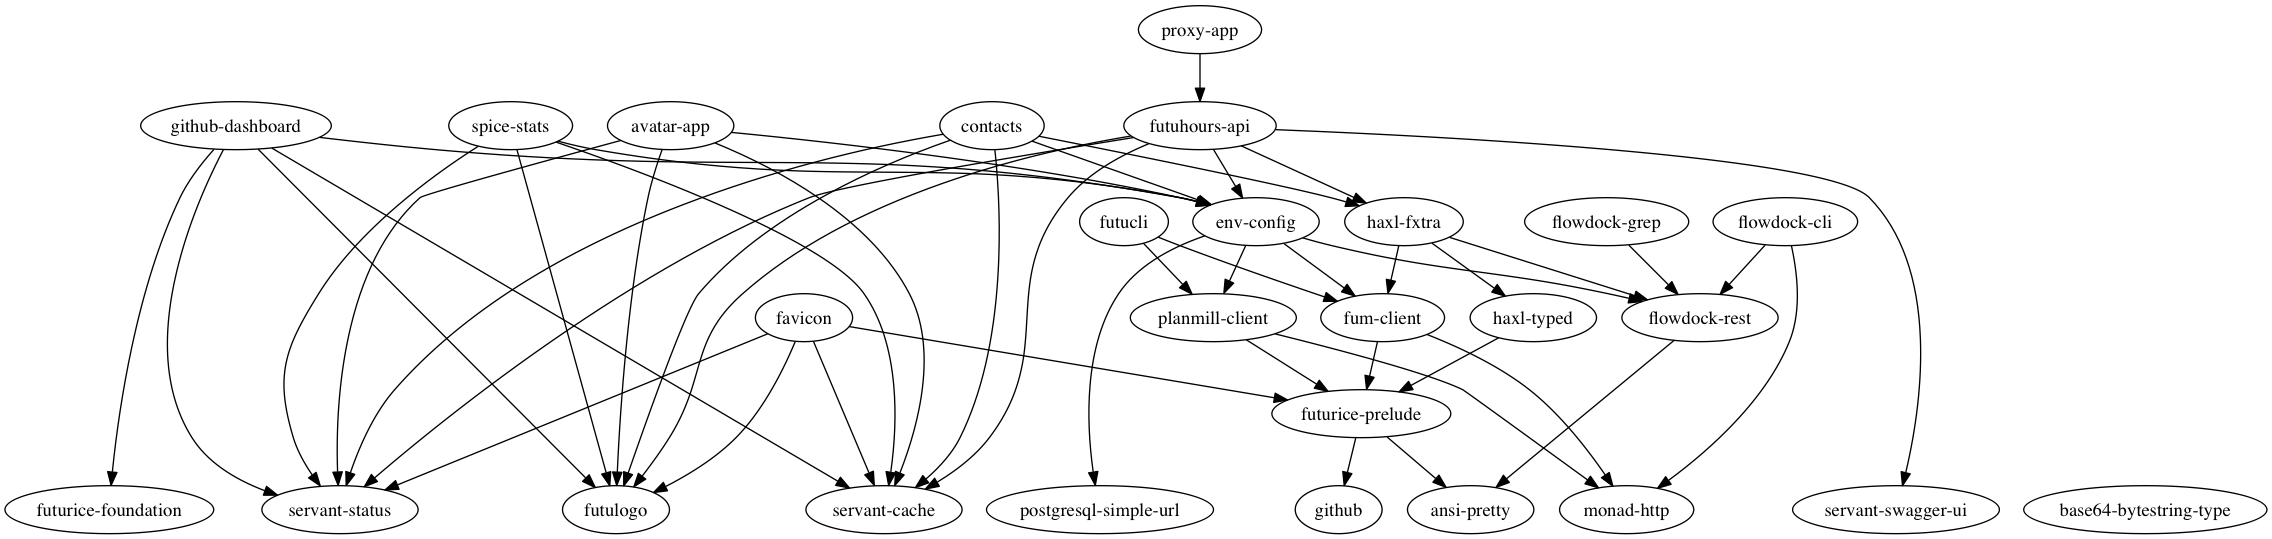 proxy-app
github-dashboard
spice-stats
avatar-app
contacts
futuhours-api
futucli
env-config
haxl-fxtra
flowdock-grep
flowdock-cli
favicon
planmill-client
fum-client
haxl-typed
flowdock-rest
futurice-prelude
futurice-foundation
servant-status
futulogo
servant-cache
postgresql-simple-url
github
ansi-pretty
monad-http
servant-swagger-ui
base64-bytestring-type